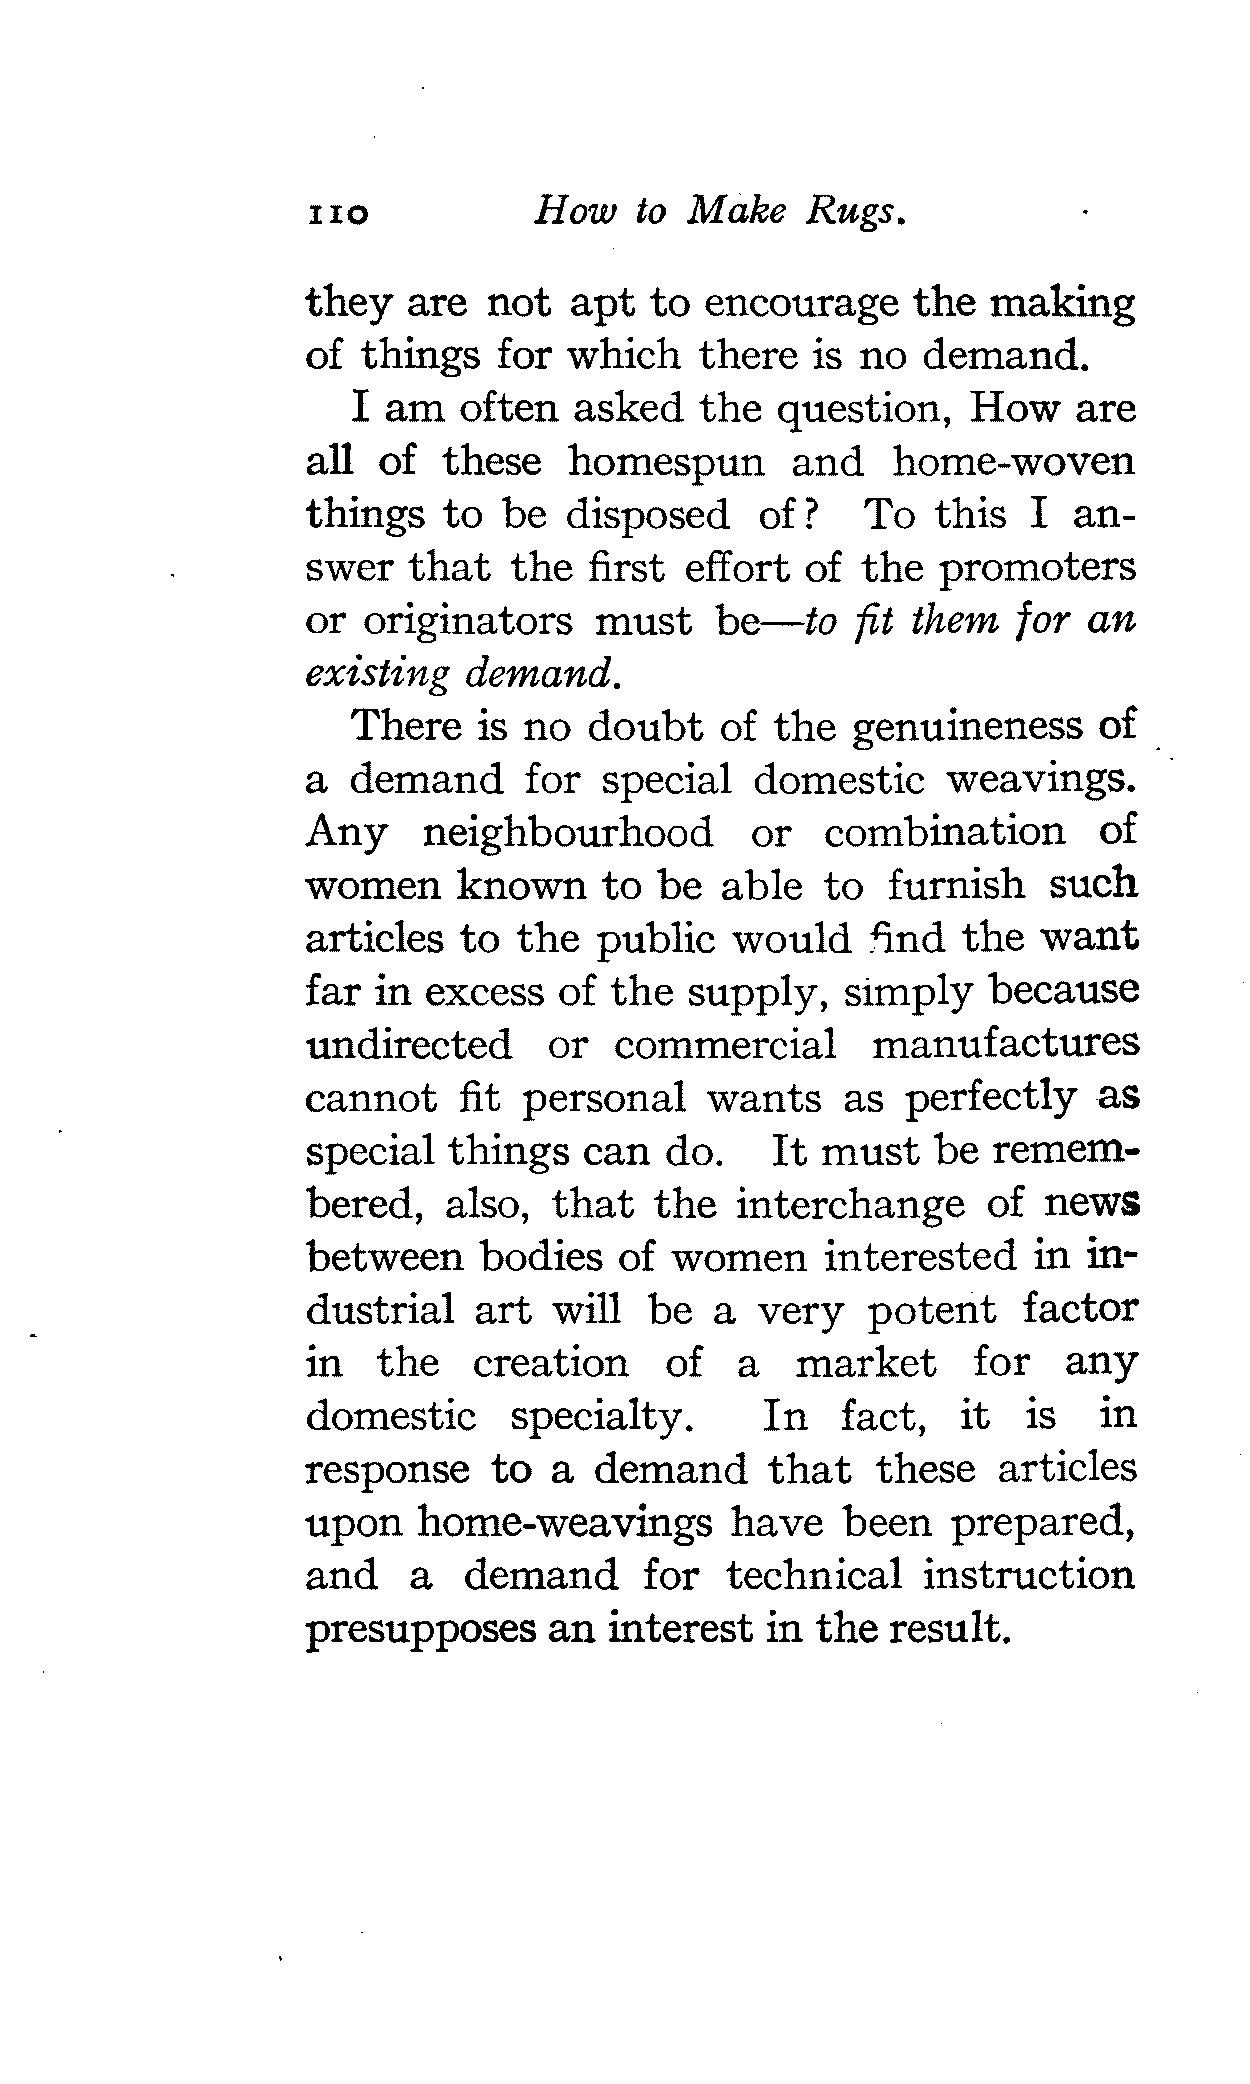 110 How to Make Rugs.
they are not apt to encourage the making
of things for which there is no demand.
I am often asked the question, How are
all of these homespun and home-woven
things to be disposed of? To this I an-
swer that the first effort of the promoters
or originators must be—to fit them for an
existing demand.
There is no doubt of the genuineness of
a demand for special domestic weavings.
Any neighbourhood or combination of
women known to be able to furnish such
articles to the public would find the want
far in excess of the supply, simply because
undirected or commercial manufactures
cannot fit personal wants as perfectly as
special things can do. It must be remem-
bered, also, that the interchange of news
between bodies of women interested in in-
dustrial art will be a very potent factor
in the creation of a market for any
domestic specialty. In fact, it is in
response to a demand that these articles
upon home-weavings have been prepared,
and a demand for technical instruction
presupposes an interest in the result.